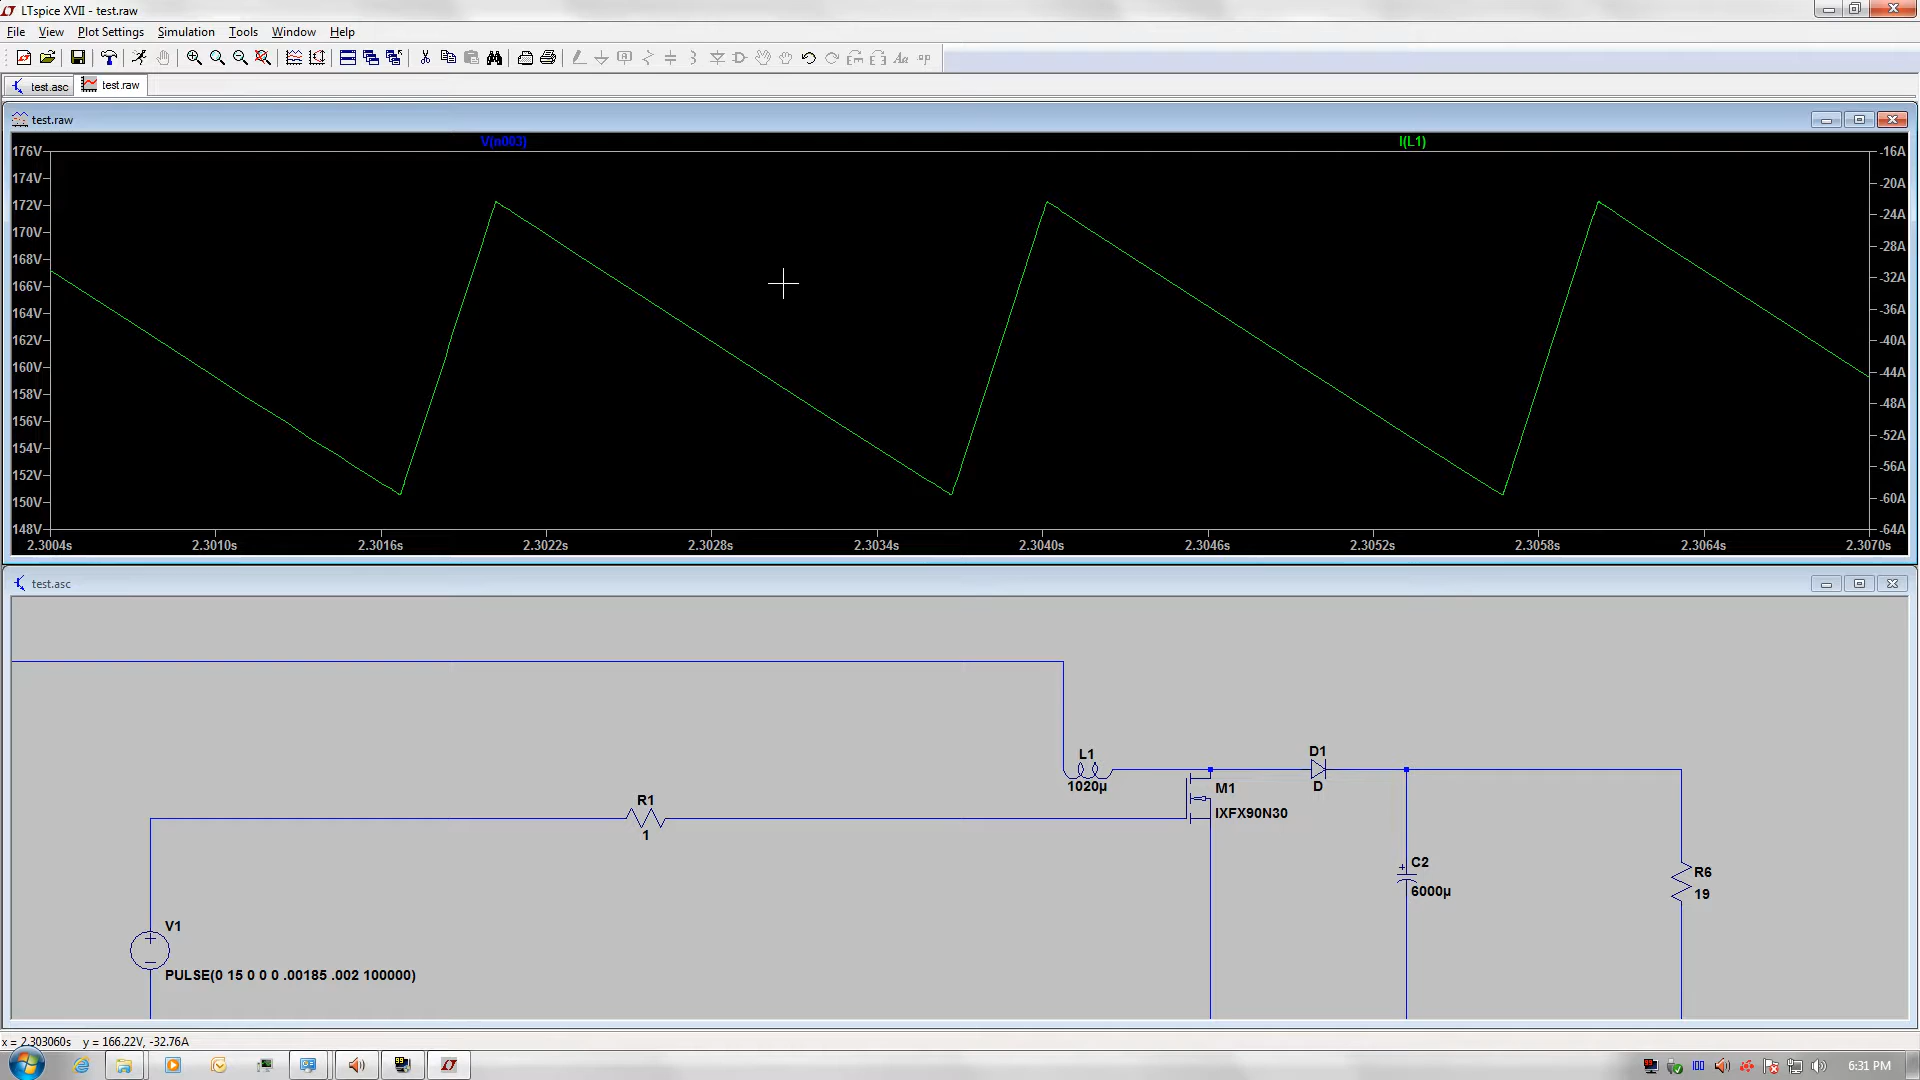 LTspice XVII - test.raw
File View Plot Settings Simulation Tools Window Help
test.asc test.raw
test.raw
V(n003) I(L1)
176V -16A
174V -20A
172V -24A
170V -28A
168V -32A
166V -36A
164V -40A
162V -44A
160V -48A
158V -52A
156V -56A
154V -60A
152V -64A
150V
148V
2.3004s 2.3010s 2.3016s 2.3022s 2.3028s 2.3034s 2.3040s 2.3046s 2.3052s 2.3058s 2.3064s 2.3070s
test.asc
L1
1020µ
D1
D
M1
IXFX90N30
R1
1
C2
6000µ
R6
19
V1
PULSE(0 15 0 0 0 .00185 .002 100000)
x = 2.303060s y = 166.22V, -32.76A
6:31 PM